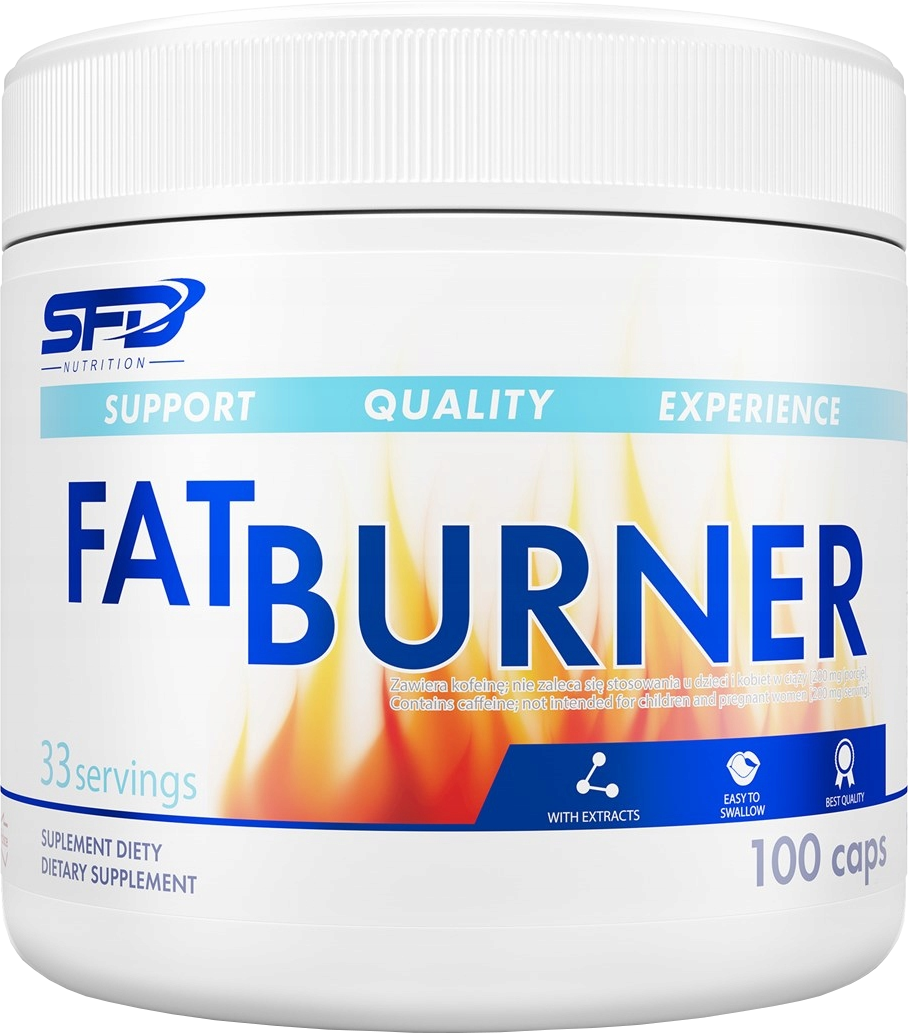 SFD
NUTRITION
SUPPORT QUALITY EXPERIENCE
FAT
BURNER
Zawiera kofeinę; nie zaleca się stosowania u dzieci i kobiet w ciąży [200 mg/porcję].
Contains caffeine; not intended for children and pregnant women [200 mg/serving].
33 servings
WITH EXTRACTS
EASY TO
SWALLOW
BEST QUALITY
SUPLEMENT DIETY
DIETARY SUPPLEMENT
100 caps